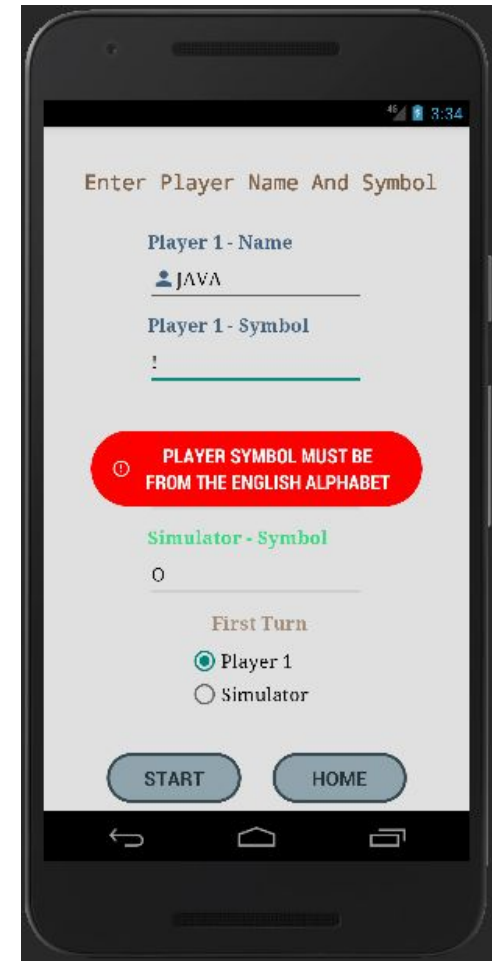 46 3:34
Enter Player Name And Symbol
Player 1 - Name
JAVA
Player 1 - Symbol
!
PLAYER SYMBOL MUST BE
FROM THE ENGLISH ALPHABET
Simulator - Symbol
O
First Turn
Player 1
Simulator
START HOME